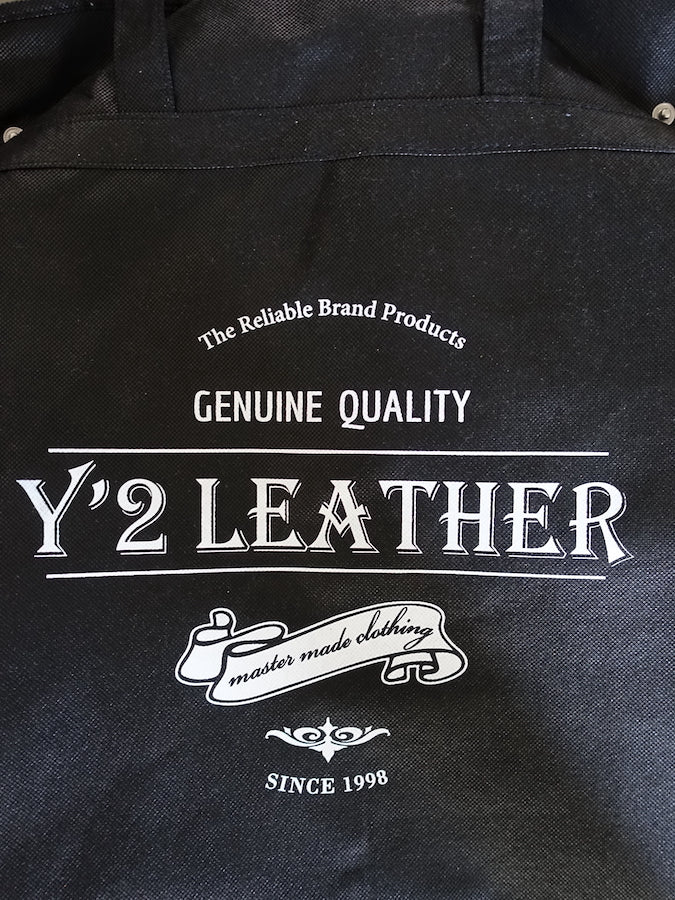 The Reliable Brand Products
GENUINE QUALITY
Y'2 LEATHER
master made clothing
SINCE 1998